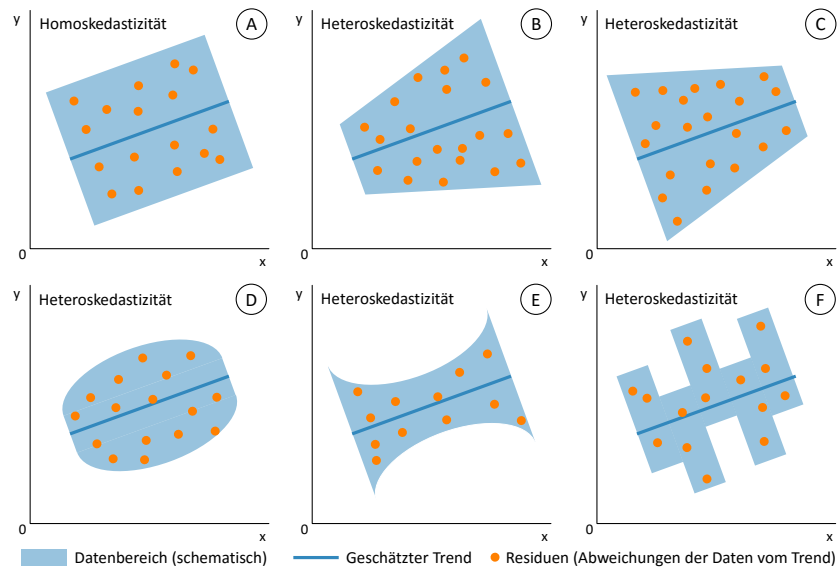 y Homoskedastizität A
0 x
y Heteroskedastizität B
0 x
y Heteroskedastizität C
0 x
y Heteroskedastizität D
0 x
y Heteroskedastizität E
0 x
y Heteroskedastizität F
0 x
Datenbereich (schematisch) Geschätzter Trend Residuen (Abweichungen der Daten vom Trend)